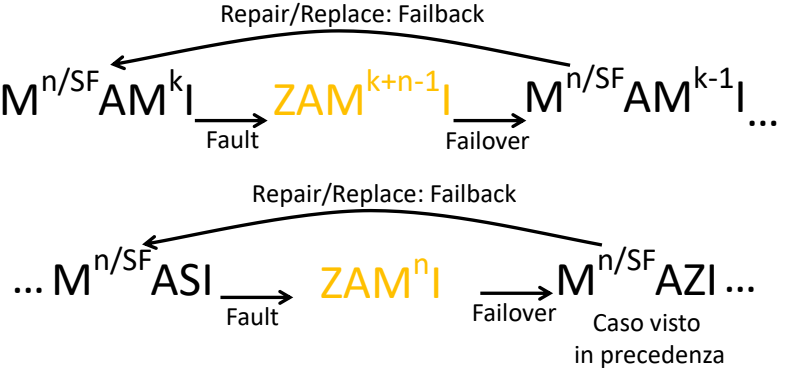 Repair/Replace: Failback
M^n/SF AM^k I ZAM^k+n-1 I M^n/SF AM^k-1 I ...
Fault Failover
Repair/Replace: Failback
... M^n/SF ASI ZAM^n I M^n/SF AZI ...
Fault Failover
Caso visto
in precedenza